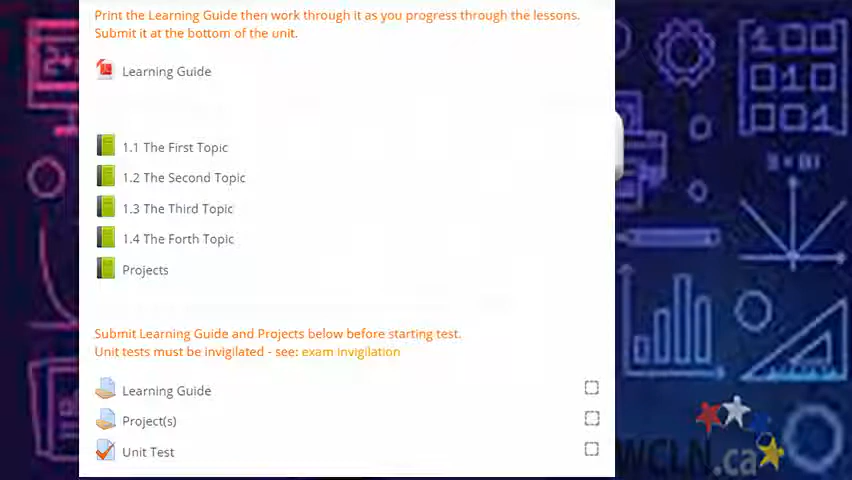 Print the Learning Guide then work through it as you progress through the lessons.
Submit it at the bottom of the unit.
Learning Guide
1.1 The First Topic
1.2 The Second Topic
1.3 The Third Topic
1.4 The Forth Topic
Projects
Submit Learning Guide and Projects below before starting test.
Unit tests must be invigilated - see: exam invigilation
Learning Guide
Project(s)
Unit Test
100
010
001
WCLN.ca